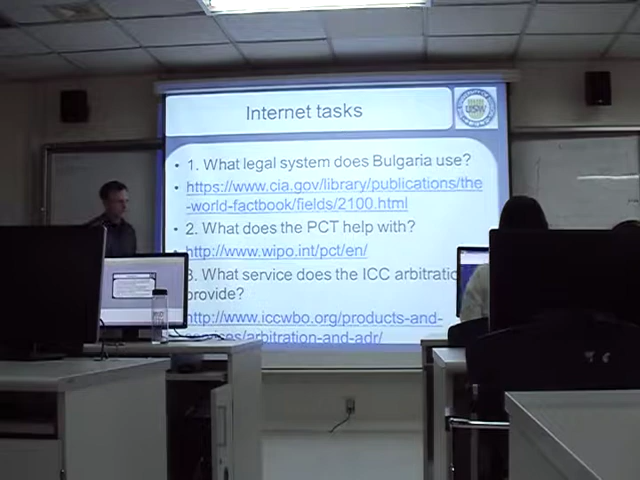 Internet tasks
• 1. What legal system does Bulgaria use?
• https://www.cia.gov/library/publications/the
-world-factbook/fields/2100.html
• 2. What does the PCT help with?
http://www.wipo.int/pct/en/
3. What service does the ICC arbitratio
provide?
http://www.iccwbo.org/products-and-
arbitration-and-adr/
USW